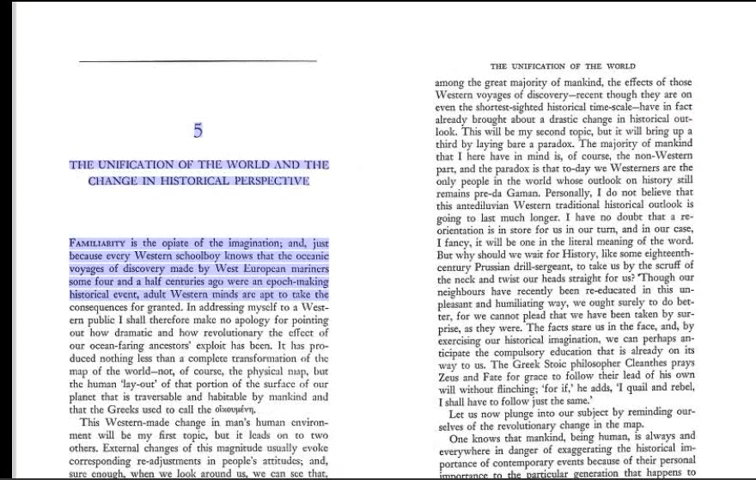 5
THE UNIFICATION OF THE WORLD AND THE
CHANGE IN HISTORICAL PERSPECTIVE
FAMILIARITY is the opiate of the imagination; and, just
because every Western schoolboy knows that the oceanic
voyages of discovery made by West European mariners
some four and a half centuries ago were an epoch-making
historical event, adult Western minds are apt to take the
consequences for granted. In addressing myself to a West-
ern public I shall therefore make no apology for pointing
out how dramatic and how revolutionary the effect of
our ocean-faring ancestors' exploit has been. It has pro-
duced nothing less than a complete transformation of the
map of the world—not, of course, the physical map, but
the human 'lay-out' of that portion of the surface of our
planet that is traversable and habitable by mankind and
that the Greeks used to call the οἰκουμένη.
This Western-made change in man's human environ-
ment will be my first topic, but it leads on to two
others. External changes of this magnitude usually evoke
corresponding re-adjustments in people's attitudes; and,
sure enough, when we look around us, we can see that,
THE UNIFICATION OF THE WORLD
among the great majority of mankind, the effects of those
Western voyages of discovery—recent though they are on
even the shortest-sighted historical time-scale—have in fact
already brought about a drastic change in historical out-
look. This will be my second topic, but it will bring up a
third by laying bare a paradox. The majority of mankind
that I here have in mind is, of course, the non-Western
part, and the paradox is that to-day we Westerners are the
only people in the world whose outlook on history still
remains pre-da Gaman. Personally, I do not believe that
this antediluvian Western traditional historical outlook is
going to last much longer. I have no doubt that a re-
orientation is in store for us in our turn, and in our case,
I fancy, it will be one in the literal meaning of the word.
But why should we wait for History, like some eighteenth-
century Prussian drill-sergeant, to take us by the scruff of
the neck and twist our heads straight for us? Though our
neighbours have recently been re-educated in this un-
pleasant and humiliating way, we ought surely to do bet-
ter, for we cannot plead that we have been taken by sur-
prise, as they were. The facts stare us in the face, and, by
exercising our historical imagination, we can perhaps an-
ticipate the compulsory education that is already on its
way to us. The Greek Stoic philosopher Cleanthes prays
Zeus and Fate for grace to follow their lead of his own
will without flinching; 'for if,' he adds, 'I quail and rebel,
I shall have to follow just the same.'
Let us now plunge into our subject by reminding our-
selves of the revolutionary change in the map.
One knows that mankind, being human, is always and
everywhere in danger of exaggerating the historical im-
portance of contemporary events because of their personal
importance to the particular generation that happens to